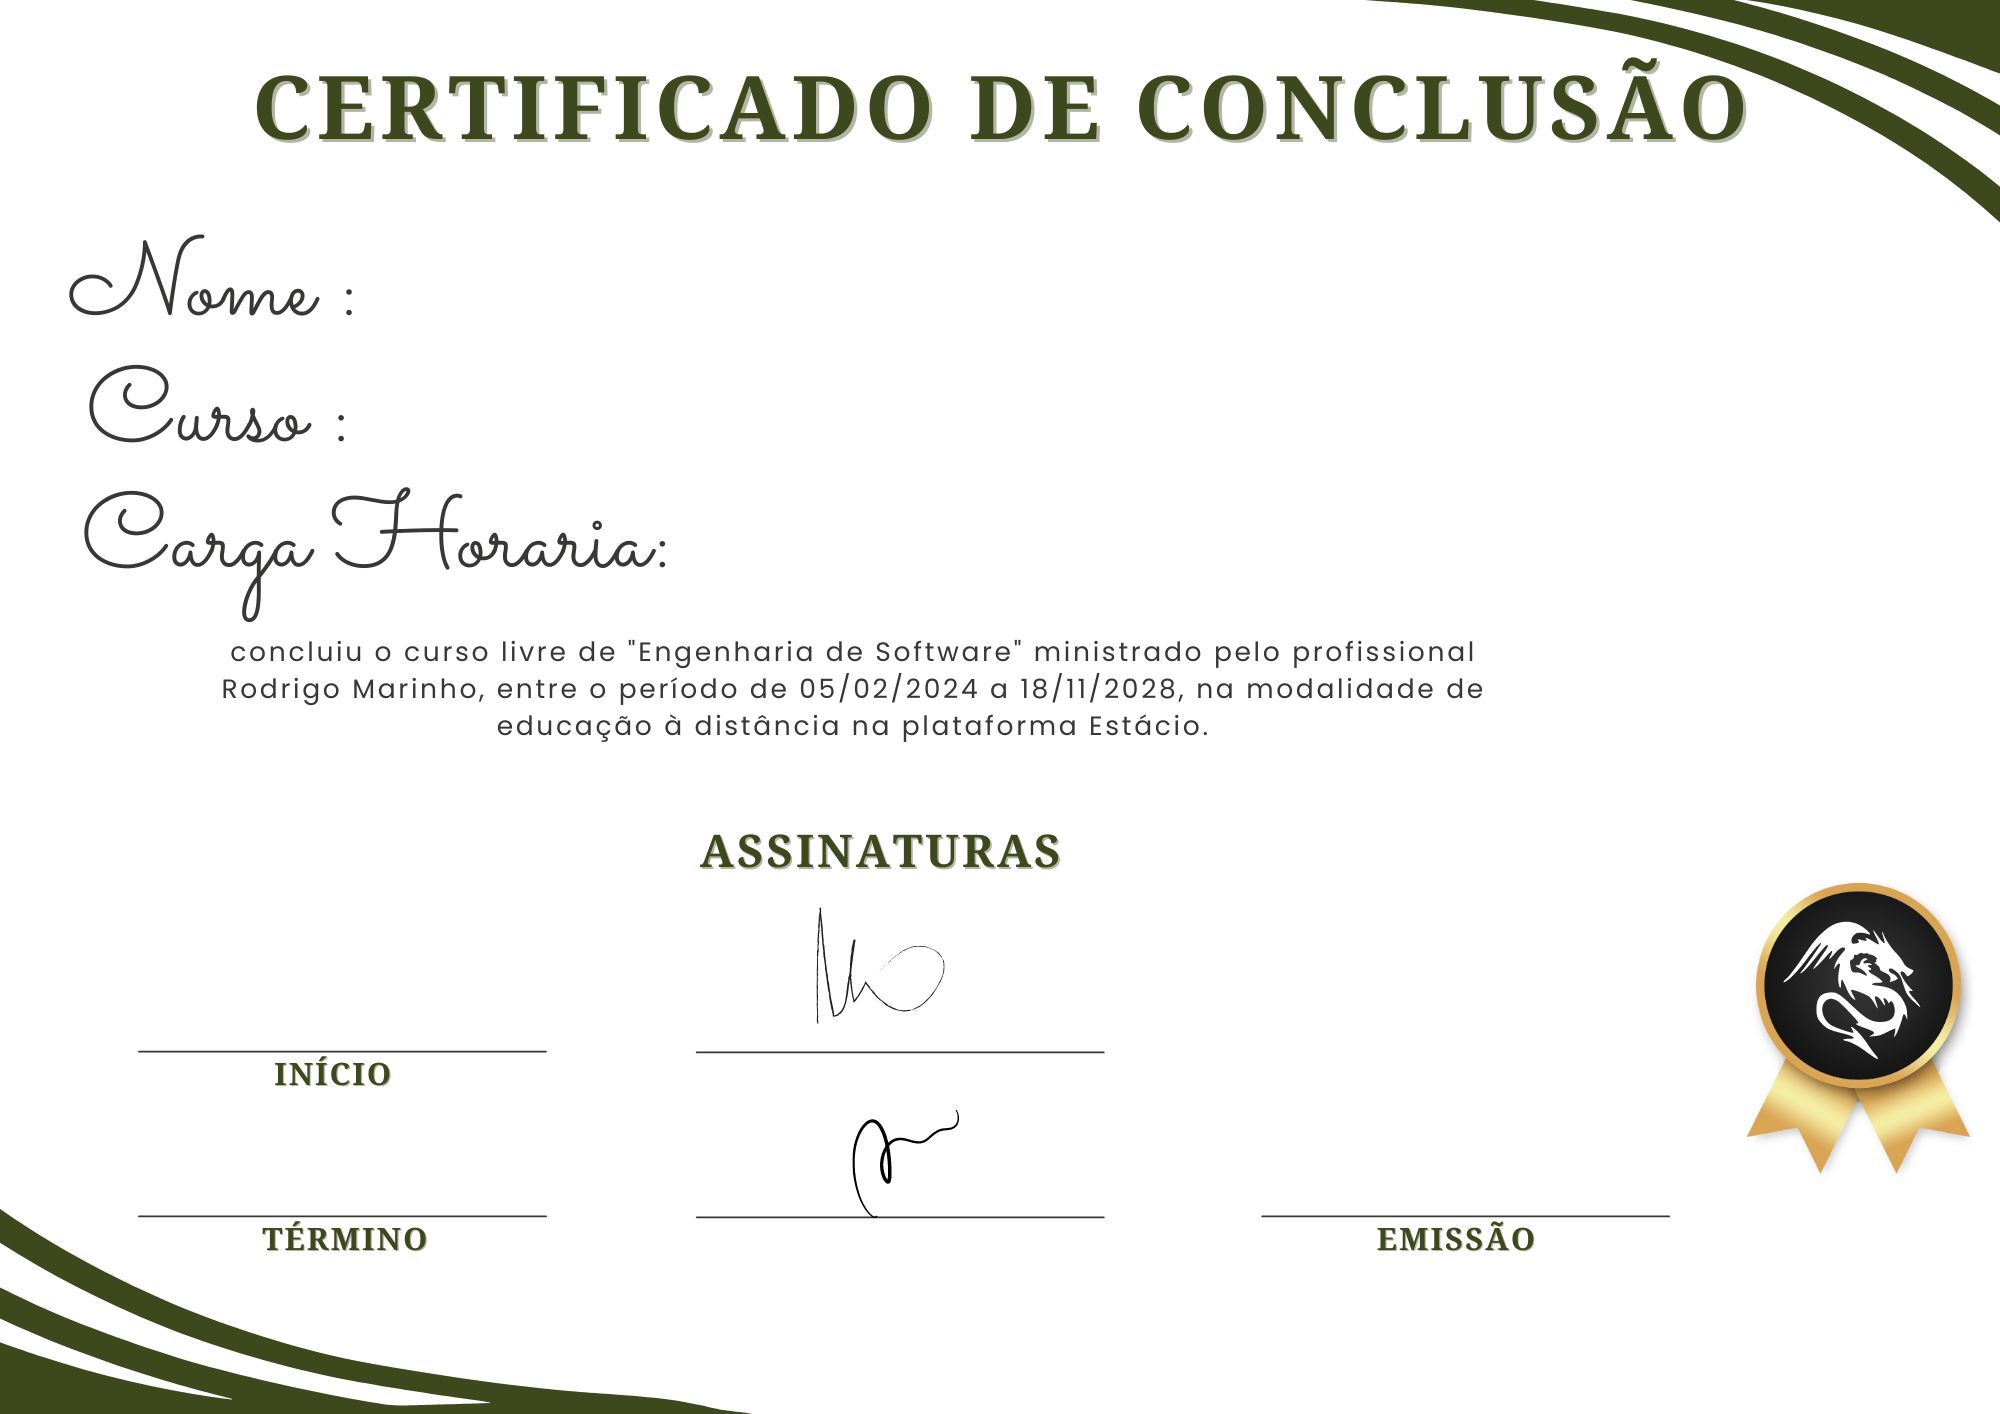 CERTIFICADO DE CONCLUSÃO
Nome :
Curso :
Carga Horaria:
concluiu o curso livre de "Engenharia de Software" ministrado pelo profissional
Rodrigo Marinho, entre o período de 05/02/2024 a 18/11/2028, na modalidade de
educação à distância na plataforma Estácio.
ASSINATURAS
INÍCIO
TÉRMINO
EMISSÃO